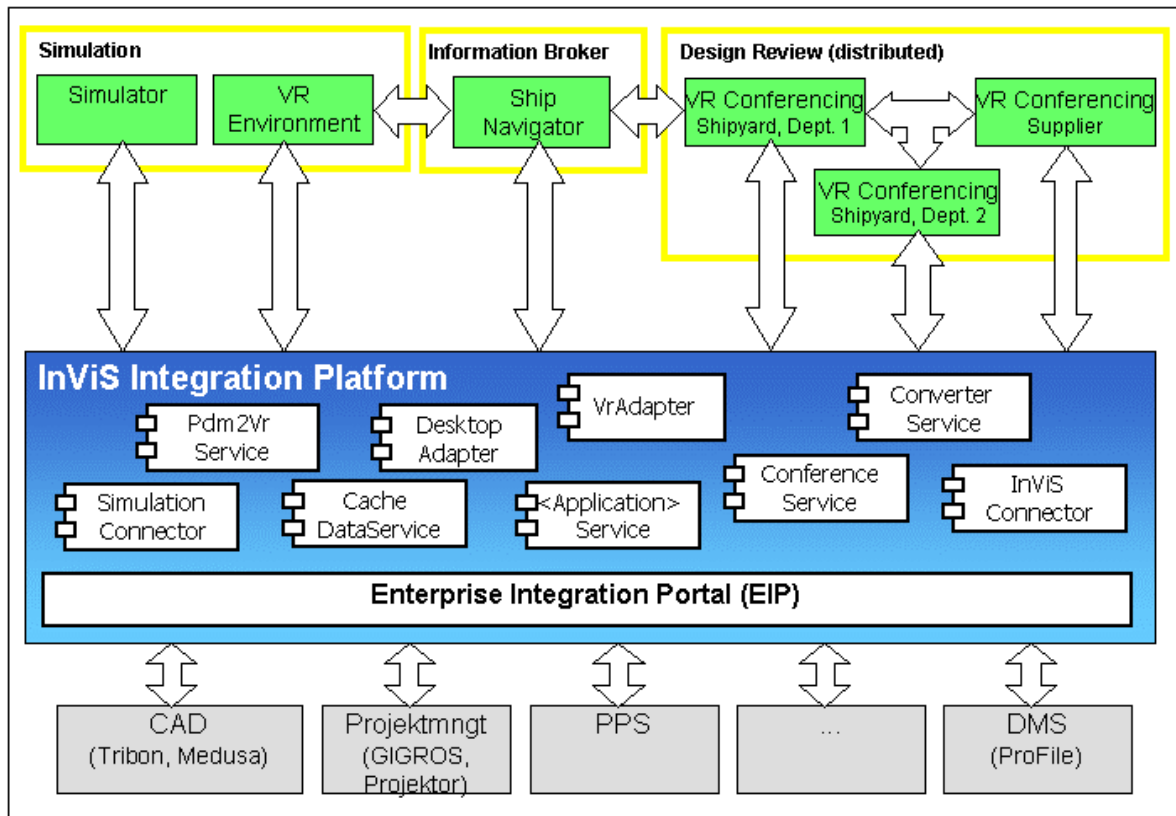 Simulation
Information Broker
Design Review (distributed)
Simulator
VR
Environment
Ship
Navigator
VR Conferencing
Shipyard, Dept. 1
VR Conferencing
Supplier
VR Conferencing
Shipyard, Dept. 2
InViS Integration Platform
Pdm2Vr
Service
Desktop
Adapter
VrAdapter
Converter
Service
Simulation
Connector
Cache
DataService
<Application>
Service
Conference
Service
InViS
Connector
Enterprise Integration Portal (EIP)
CAD
(Tribon, Medusa)
Projektmngt
(GIGROS,
Projektor)
PPS
...
DMS
(ProFile)